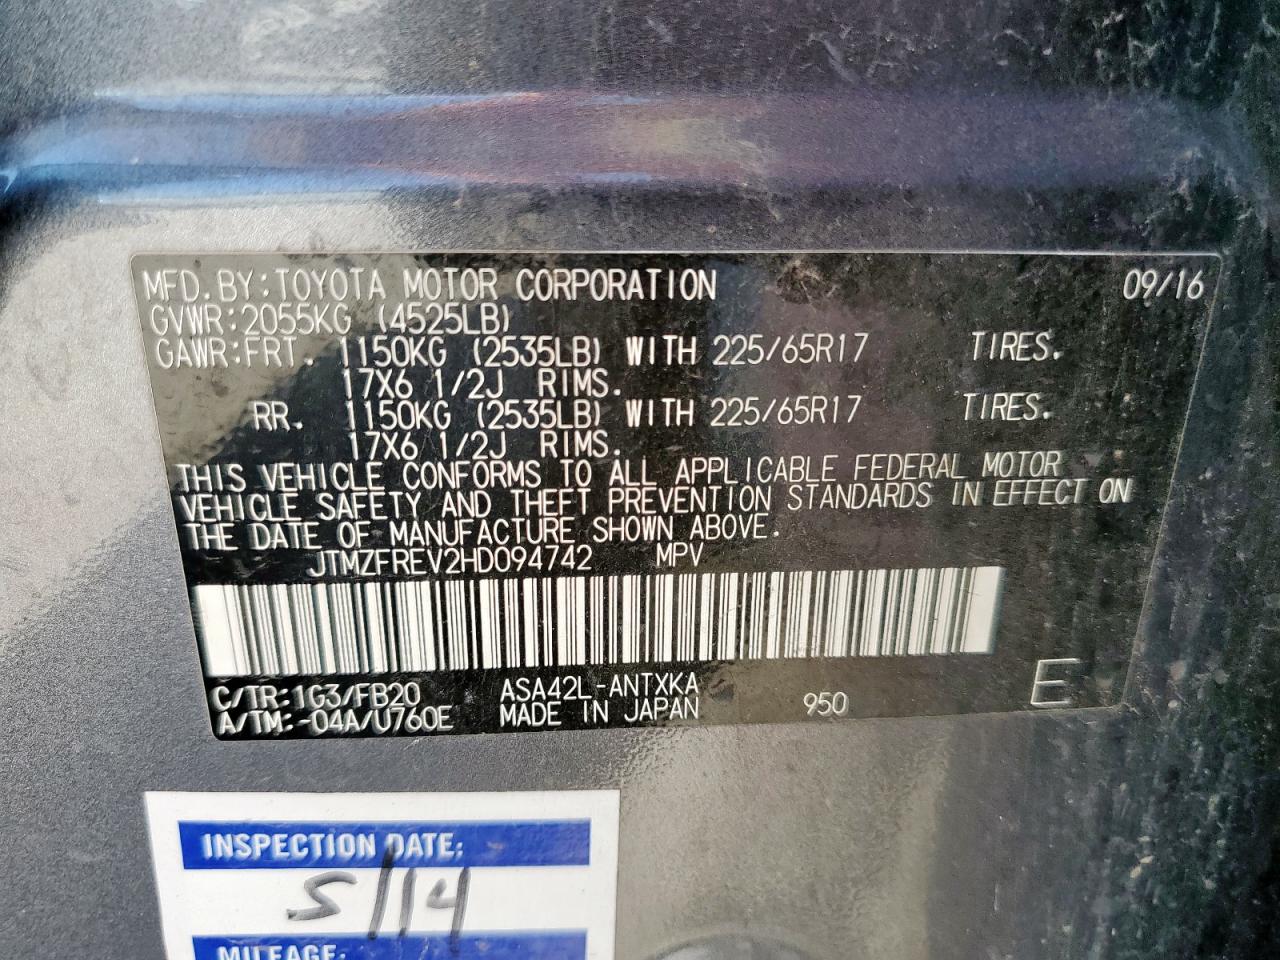 MFD. BY: TOYOTA MOTOR CORPORATION 09/16
GVWR: 2055KG (4525LB)
GAWR: FRT. 1150KG (2535LB) WITH 225/65R17 TIRES.
17X6 1/2J RIMS.
RR. 1150KG (2535LB) WITH 225/65R17 TIRES.
17X6 1/2J RIMS.
THIS VEHICLE CONFORMS TO ALL APPLICABLE FEDERAL MOTOR
VEHICLE SAFETY AND THEFT PREVENTION STANDARDS IN EFFECT ON
THE DATE OF MANUFACTURE SHOWN ABOVE.
JTMZFREV2HD094742 MPV
C/TR: 1G3/FB20 ASA42L-ANTXKA 950 E
A/TM: -04A/U760E MADE IN JAPAN
INSPECTION DATE:
5/14
MILEAGE: